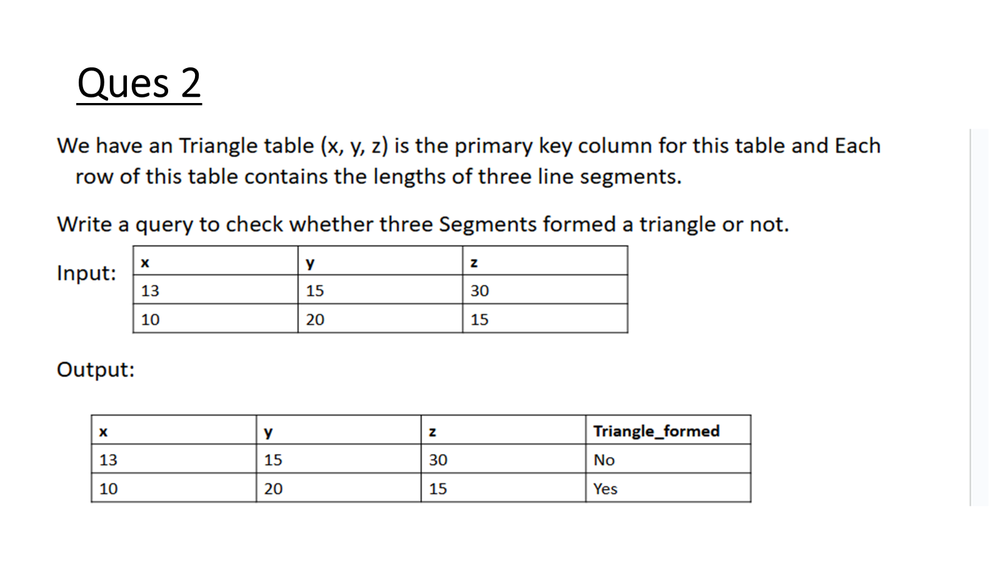 Ques 2
We have an Triangle table (x, y, z) is the primary key column for this table and Each
row of this table contains the lengths of three line segments.
Write a query to check whether three Segments formed a triangle or not.
Input:
x y z
13 15 30
10 20 15
Output:
x y z Triangle_formed
13 15 30 No
10 20 15 Yes